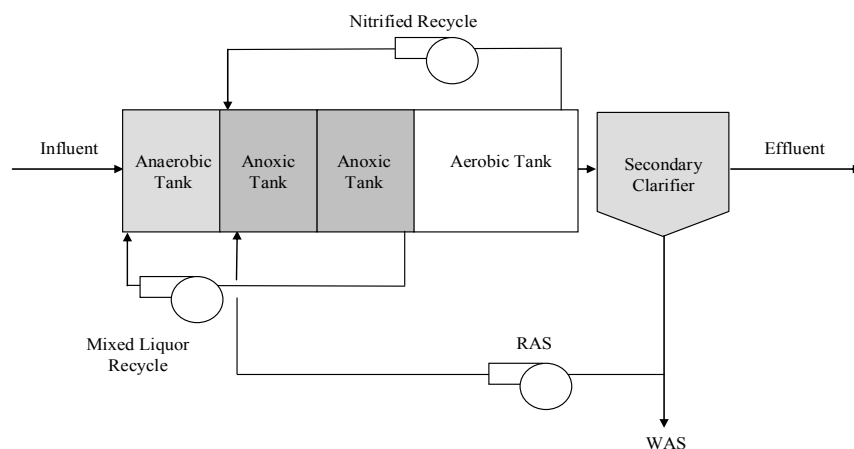 Nitrified Recycle
Influent
Anaerobic
Tank
Anoxic
Tank
Anoxic
Tank
Aerobic Tank
Secondary
Clarifier
Effluent
Mixed Liquor
Recycle
RAS
WAS